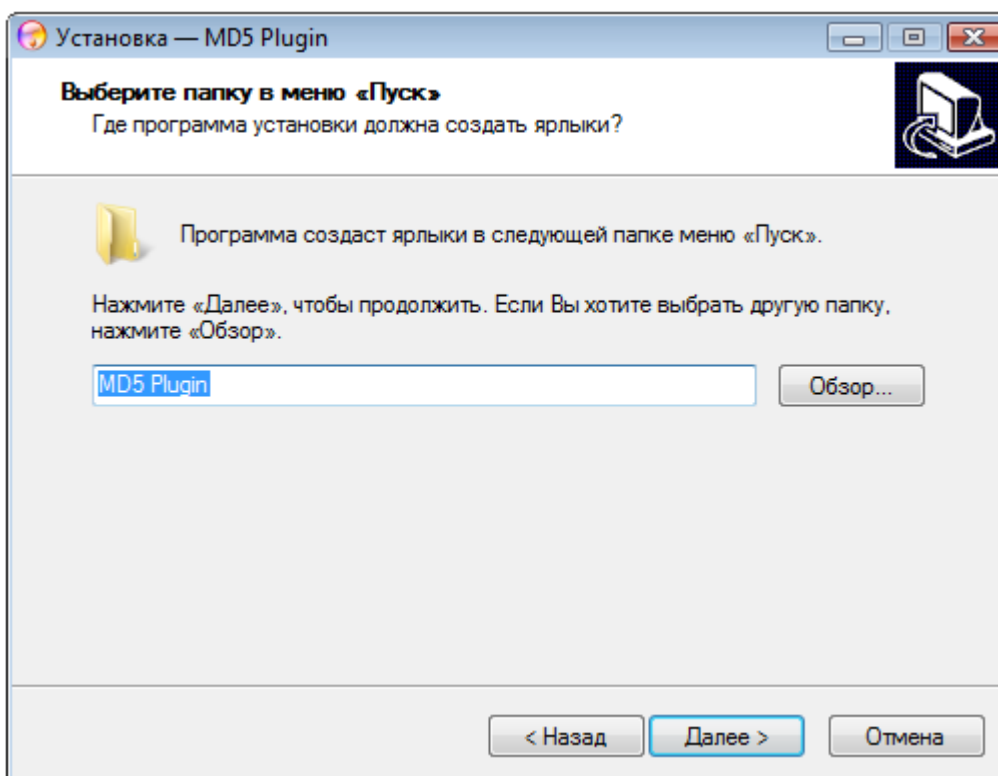 Установка — MD5 Plugin
Выберите папку в меню «Пуск»
Где программа установки должна создать ярлыки?
Программа создаст ярлыки в следующей папке меню «Пуск».
Нажмите «Далее», чтобы продолжить. Если Вы хотите выбрать другую папку,
нажмите «Обзор».
MD5 Plugin
Обзор...
< Назад
Далее >
Отмена